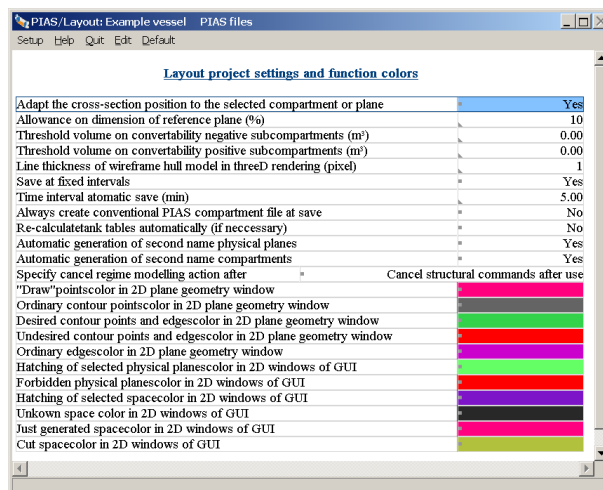 PIAS/Layout: Example vessel PIAS files
Setup Help Quit Edit Default
Layout project settings and function colors
Adapt the cross-section position to the selected compartment or plane Yes
Allowance on dimension of reference plane (%) 10
Threshold volume on convertability negative subcompartments (m³) 0.00
Threshold volume on convertability positive subcompartments (m³) 0.00
Line thickness of wireframe hull model in threeD rendering (pixel) 1
Save at fixed intervals Yes
Time interval atomatic save (min) 5.00
Always create conventional PIAS compartment file at save No
Re-calculatetank tables automatically (if neccessary) No
Automatic generation of second name physical planes Yes
Automatic generation of second name compartments Yes
Specify cancel regime modelling action after Cancel structural commands after use
"Draw"pointscolor in 2D plane geometry window
Ordinary contour pointscolor in 2D plane geometry window
Desired contour points and edgescolor in 2D plane geometry window
Undesired contour points and edgescolor in 2D plane geometry window
Ordinary edgescolor in 2D plane geometry window
Hatching of selected physical planescolor in 2D windows of GUI
Forbidden physical planescolor in 2D windows of GUI
Hatching of selected spacecolor in 2D windows of GUI
Unkown space color in 2D windows of GUI
Just generated spacecolor in 2D windows of GUI
Cut spacecolor in 2D windows of GUI